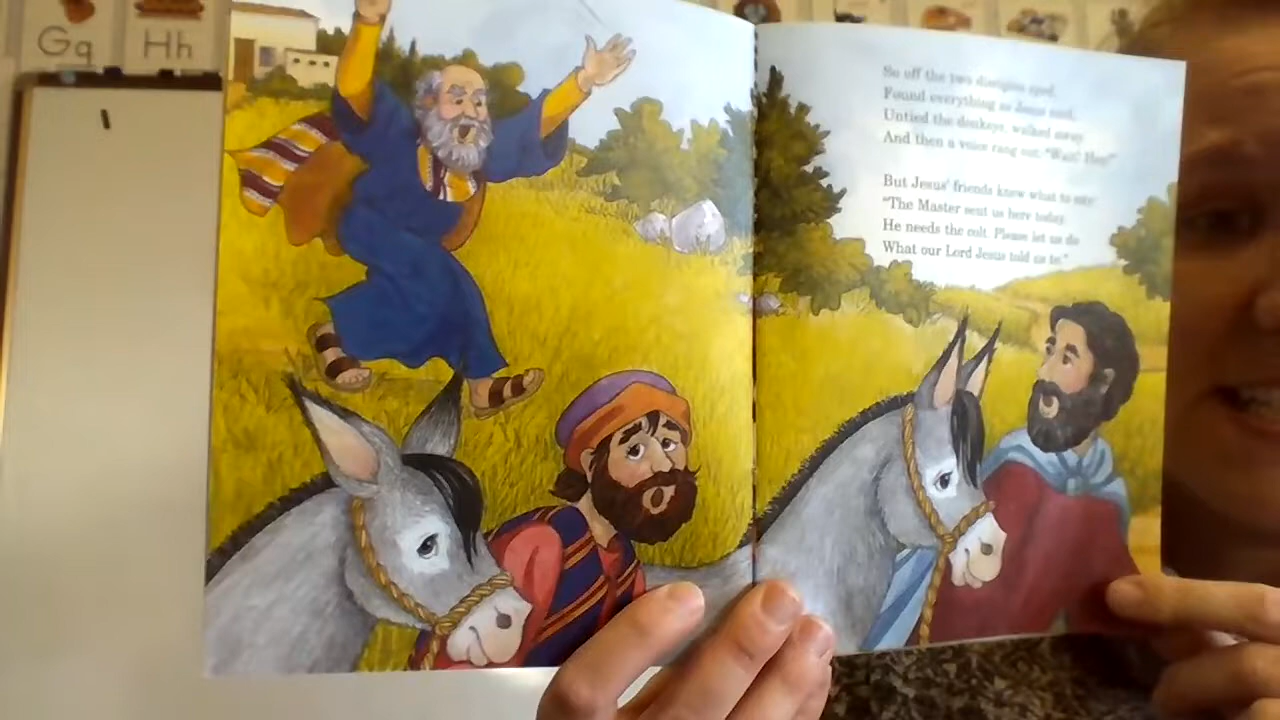 Gg
Hh
So off the two disciples sped,
Found everything as Jesus said,
Untied the donkeys, walked away
And then a voice rang out, "Wait! Hey!"
But Jesus' friends knew what to say:
"The Master sent us here today.
He needs the colt. Please let us do
What our Lord Jesus told us to."